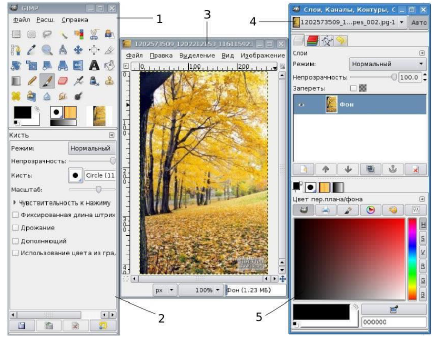 GIMP
1
Файл Расш. Справка
Кисть
Режим: Нормальный
Непрозрачность:
Кисть: Circle (11
Масштаб:
Чувствительность к нажиму
Фиксированная длина штрих
Дрожание
Дополняющий
Использование цвета из гра
2
3
Файл Правка Выделение Вид Изображение
0 100 200
px 100% Фон (1.23 МБ)
4
Слои, Каналы, Контуры, О
1202573509_1...pes_002.jpg-1 Авто
Слои
Режим: Нормальный
Непрозрачность: 100.0
Запереть:
Фон
Цвет пер.плана/фона
5
000000